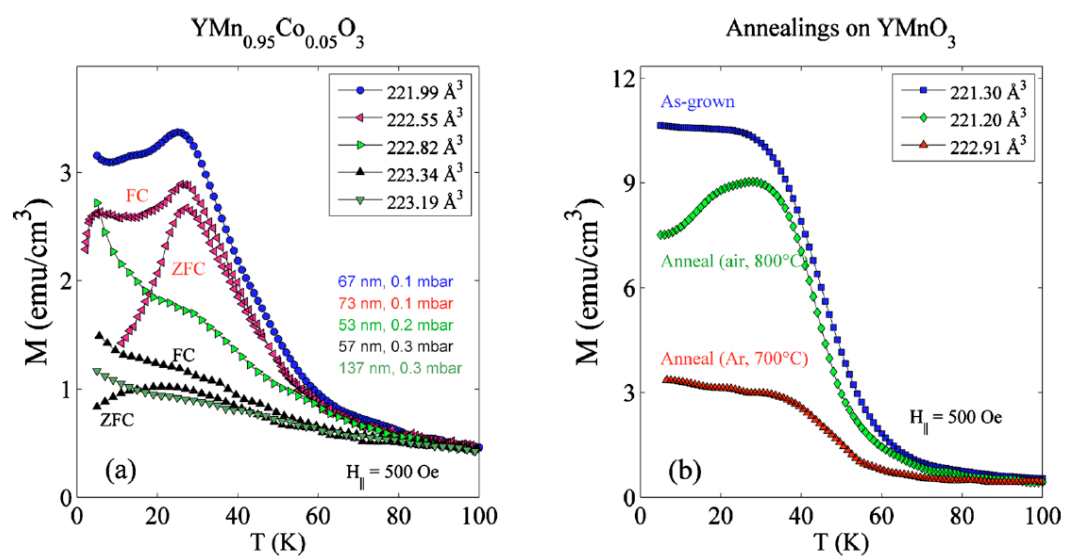 YMn0.95Co0.05O3
221.99 Å3
222.55 Å3
222.82 Å3
223.34 Å3
223.19 Å3
FC
ZFC
67 nm, 0.1 mbar
73 nm, 0.1 mbar
53 nm, 0.2 mbar
57 nm, 0.3 mbar
137 nm, 0.3 mbar
FC
ZFC
(a)
H|| = 500 Oe
M (emu/cm3)
3
2
1
0
0 20 40 60 80 100
T (K)
Annealings on YMnO3
221.30 Å3
221.20 Å3
222.91 Å3
As-grown
Anneal (air, 800°C)
Anneal (Ar, 700°C)
H|| = 500 Oe
(b)
M (emu/cm3)
12
9
6
3
0
0 20 40 60 80 100
T (K)